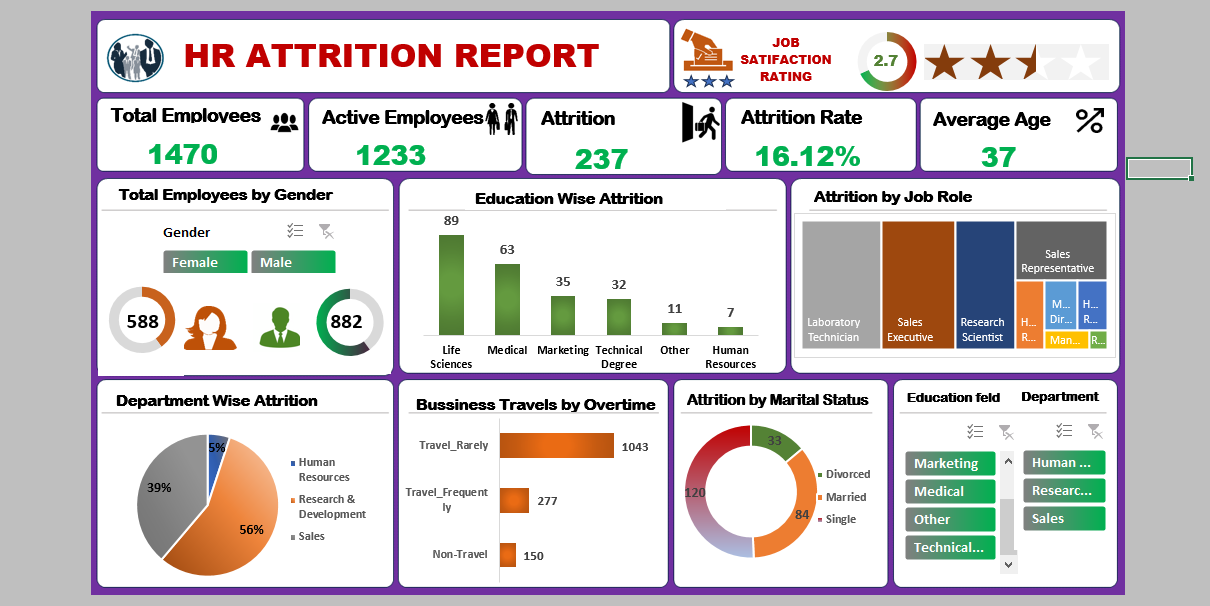 HR ATTRITION REPORT
JOB
SATIFACTION
RATING
2.7
Total Employees
1470
Active Employees
1233
Attrition
237
Attrition Rate
16.12%
Average Age
37
Total Employees by Gender
Gender
Female
Male
588
882
Education Wise Attrition
89
63
35
32
11
7
Life
Sciences
Medical
Marketing
Technical
Degree
Other
Human
Resources
Attrition by Job Role
Laboratory
Technician
Sales
Executive
Research
Scientist
Sales
Representative
H...
R...
M...
Dir...
H...
R...
Man...
R...
Department Wise Attrition
5%
39%
56%
Human
Resources
Research &
Development
Sales
Bussiness Travels by Overtime
Travel_Rarely
1043
Travel_Frequent
ly
277
Non-Travel
150
Attrition by Marital Status
33
120
84
Divorced
Married
Single
Education feld
Marketing
Medical
Other
Technical...
Department
Human ...
Researc...
Sales